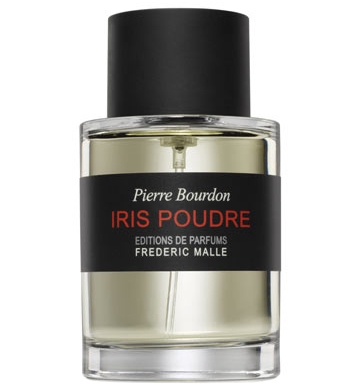 Pierre Bourdon
IRIS POUDRE
EDITIONS DE PARFUMS
FREDERIC MALLE